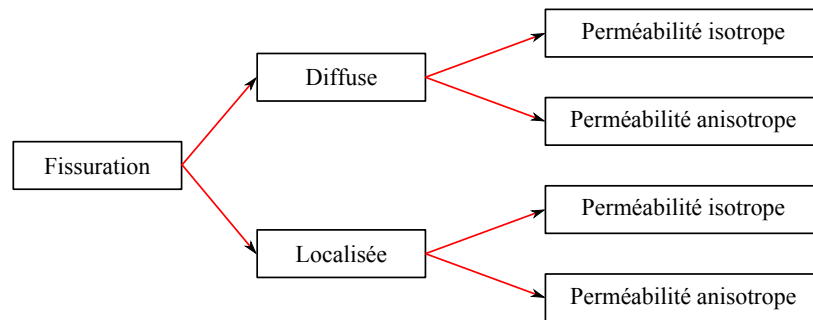 Perméabilité isotrope
Diffuse
Perméabilité anisotrope
Fissuration
Perméabilité isotrope
Localisée
Perméabilité anisotrope